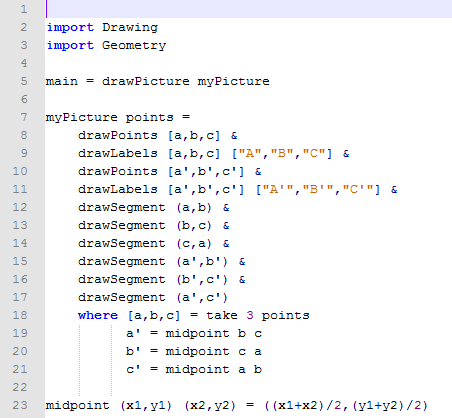 1
2 import Drawing
3 import Geometry
4
5 main = drawPicture myPicture
6
7 myPicture points =
8     drawPoints [a,b,c] &
9     drawLabels [a,b,c] ["A","B","C"] &
10     drawPoints [a',b',c'] &
11     drawLabels [a',b',c'] ["A'","B'","C'"] &
12     drawSegment (a,b) &
13     drawSegment (b,c) &
14     drawSegment (c,a) &
15     drawSegment (a',b') &
16     drawSegment (b',c') &
17     drawSegment (a',c')
18     where [a,b,c] = take 3 points
19           a' = midpoint b c
20           b' = midpoint c a
21           c' = midpoint a b
22
23 midpoint (x1,y1) (x2,y2) = ((x1+x2)/2,(y1+y2)/2)